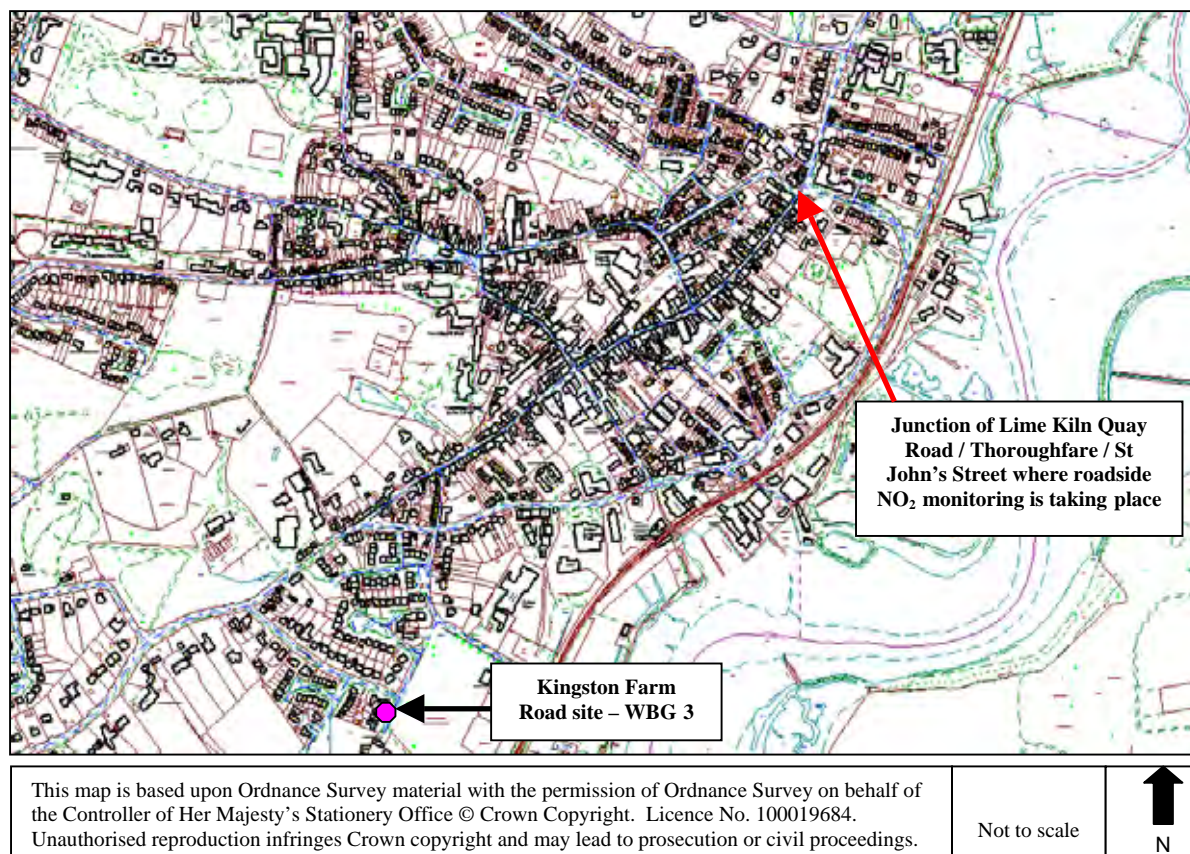 Junction of Lime Kiln Quay
Road / Thoroughfare / St
John’s Street where roadside
NO₂ monitoring is taking place
Kingston Farm
Road site – WBG 3
This map is based upon Ordnance Survey material with the permission of Ordnance Survey on behalf of
the Controller of Her Majesty’s Stationery Office © Crown Copyright. Licence No. 100019684.
Unauthorised reproduction infringes Crown copyright and may lead to prosecution or civil proceedings.
Not to scale
N